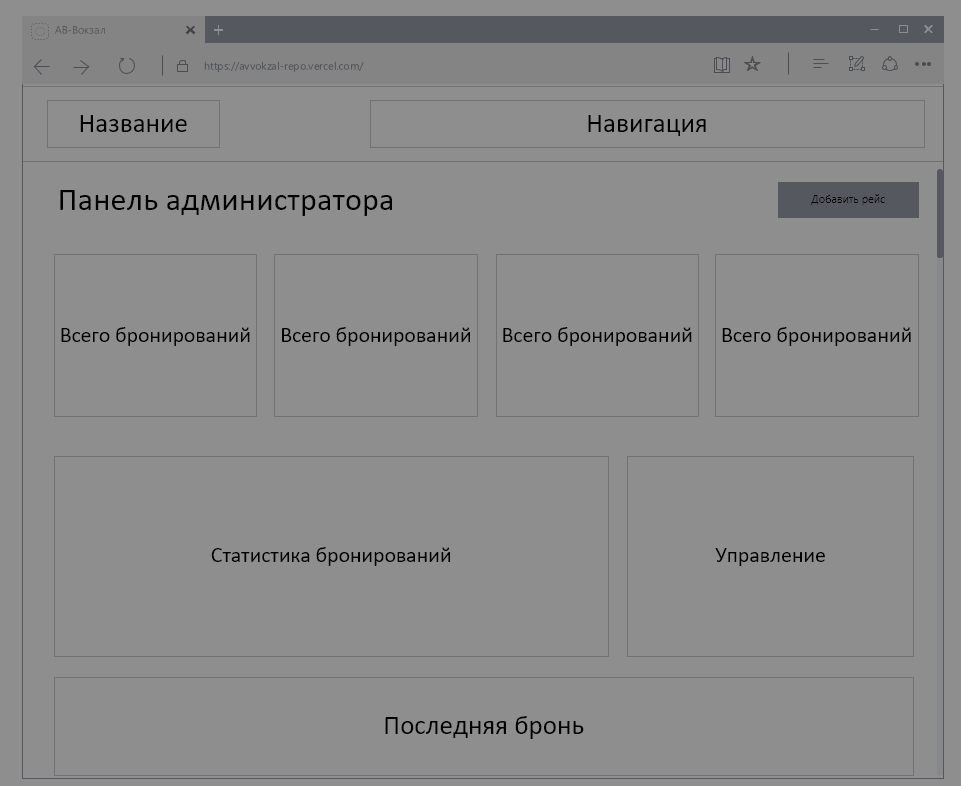 АВ-Вокзал
https://avvokzal-repo.vercel.com/
Название
Навигация
Панель администратора
Добавить рейс
Всего бронирований
Всего бронирований
Всего бронирований
Всего бронирований
Статистика бронирований
Управление
Последняя бронь